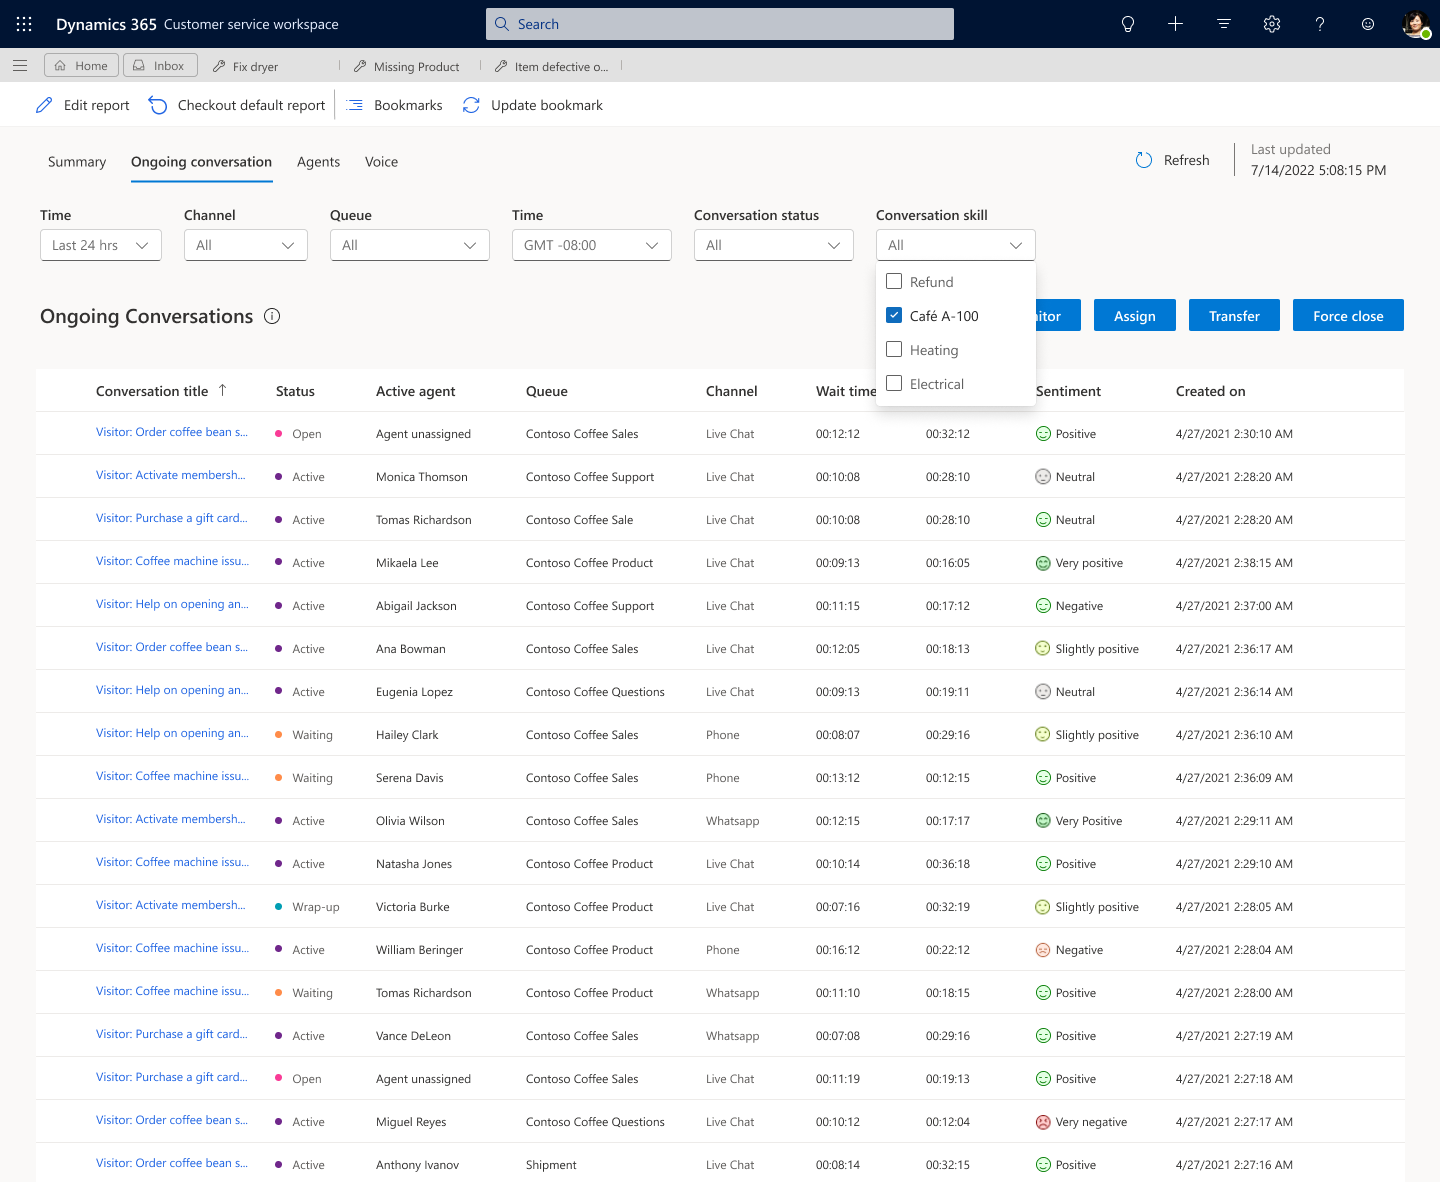 Dynamics 365 Customer service workspace Search
Home Inbox Fix dryer Missing Product Item defective o...
Edit report Checkout default report Bookmarks Update bookmark
Summary Ongoing conversation Agents Voice Refresh Last updated
7/14/2022 5:08:15 PM
Time Channel Queue Time Conversation status Conversation skill
Last 24 hrs All All GMT -08:00 All All
Refund
Café A-100
Heating
Electrical
Ongoing Conversations itor Assign Transfer Force close
Conversation title Status Active agent Queue Channel Wait time Sentiment Created on
Visitor: Order coffee bean s... Open Agent unassigned Contoso Coffee Sales Live Chat 00:12:12 00:32:12 Positive 4/27/2021 2:30:10 AM
Visitor: Activate membersh... Active Monica Thomson Contoso Coffee Support Live Chat 00:10:08 00:28:10 Neutral 4/27/2021 2:28:20 AM
Visitor: Purchase a gift card... Active Tomas Richardson Contoso Coffee Sale Live Chat 00:10:08 00:28:10 Neutral 4/27/2021 2:28:20 AM
Visitor: Coffee machine issu... Active Mikaela Lee Contoso Coffee Product Live Chat 00:09:13 00:16:05 Very positive 4/27/2021 2:38:15 AM
Visitor: Help on opening an... Active Abigail Jackson Contoso Coffee Support Live Chat 00:11:15 00:17:12 Negative 4/27/2021 2:37:00 AM
Visitor: Order coffee bean s... Active Ana Bowman Contoso Coffee Sales Live Chat 00:12:05 00:18:13 Slightly positive 4/27/2021 2:36:17 AM
Visitor: Help on opening an... Active Eugenia Lopez Contoso Coffee Questions Live Chat 00:09:13 00:19:11 Neutral 4/27/2021 2:36:14 AM
Visitor: Help on opening an... Waiting Hailey Clark Contoso Coffee Sales Phone 00:08:07 00:29:16 Slightly positive 4/27/2021 2:36:10 AM
Visitor: Coffee machine issu... Waiting Serena Davis Contoso Coffee Sales Phone 00:13:12 00:12:15 Positive 4/27/2021 2:36:09 AM
Visitor: Activate membersh... Active Olivia Wilson Contoso Coffee Sales Whatsapp 00:12:15 00:17:17 Very Positive 4/27/2021 2:29:11 AM
Visitor: Coffee machine issu... Active Natasha Jones Contoso Coffee Product Live Chat 00:10:14 00:36:18 Positive 4/27/2021 2:29:10 AM
Visitor: Activate membersh... Wrap-up Victoria Burke Contoso Coffee Product Live Chat 00:07:16 00:32:19 Slightly positive 4/27/2021 2:28:05 AM
Visitor: Coffee machine issu... Active William Beringer Contoso Coffee Product Phone 00:16:12 00:22:12 Negative 4/27/2021 2:28:04 AM
Visitor: Coffee machine issu... Waiting Tomas Richardson Contoso Coffee Product Whatsapp 00:11:10 00:18:15 Positive 4/27/2021 2:28:00 AM
Visitor: Purchase a gift card... Active Vance DeLeon Contoso Coffee Sales Whatsapp 00:07:08 00:29:16 Positive 4/27/2021 2:27:19 AM
Visitor: Purchase a gift card... Open Agent unassigned Contoso Coffee Sales Live Chat 00:11:19 00:19:13 Positive 4/27/2021 2:27:18 AM
Visitor: Order coffee bean s... Active Miguel Reyes Contoso Coffee Questions Live Chat 00:10:12 00:12:04 Very negative 4/27/2021 2:27:17 AM
Visitor: Order coffee bean s... Active Anthony Ivanov Shipment Live Chat 00:08:14 00:32:15 Positive 4/27/2021 2:27:16 AM